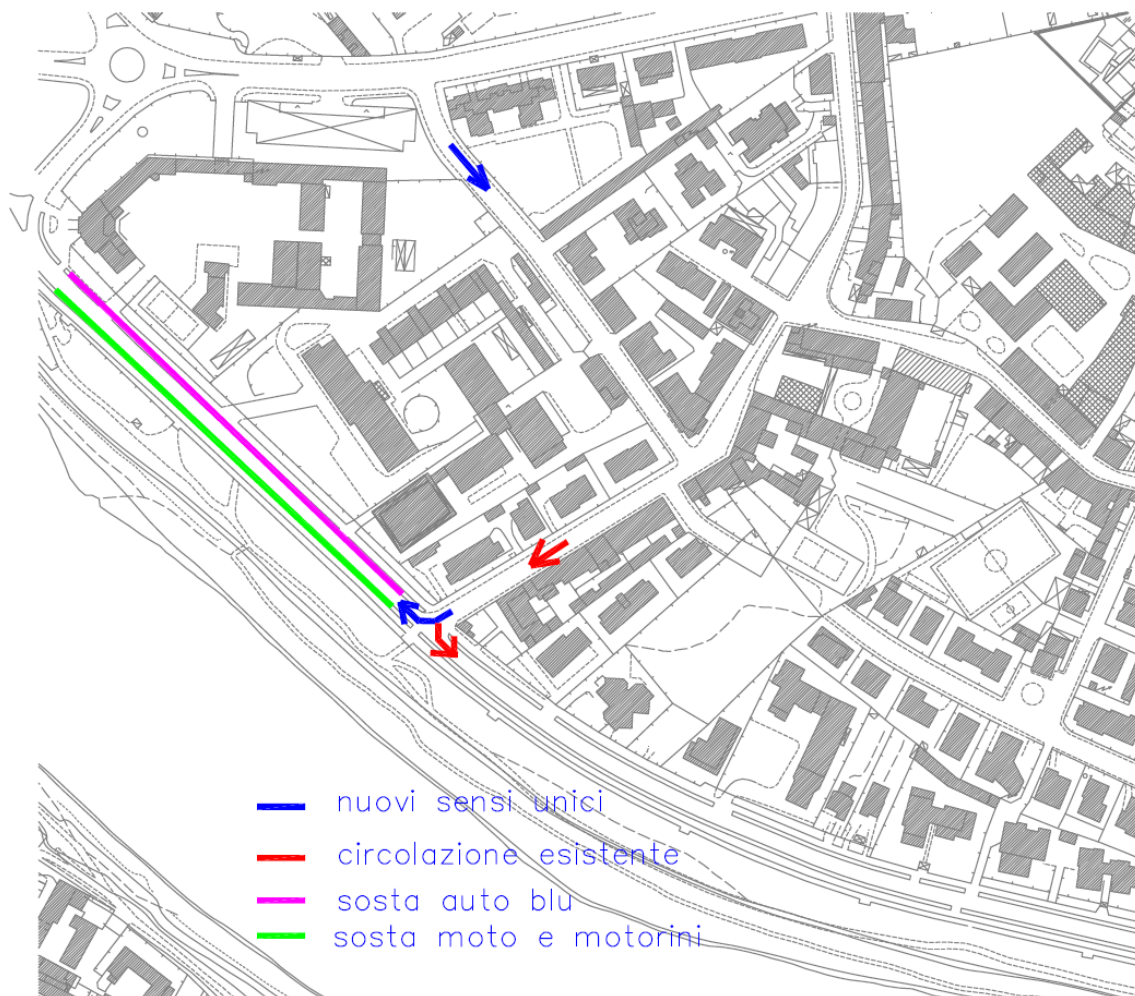 nuovi sensi unici
circolazione esistente
sosta auto blu
sosta moto e motorini